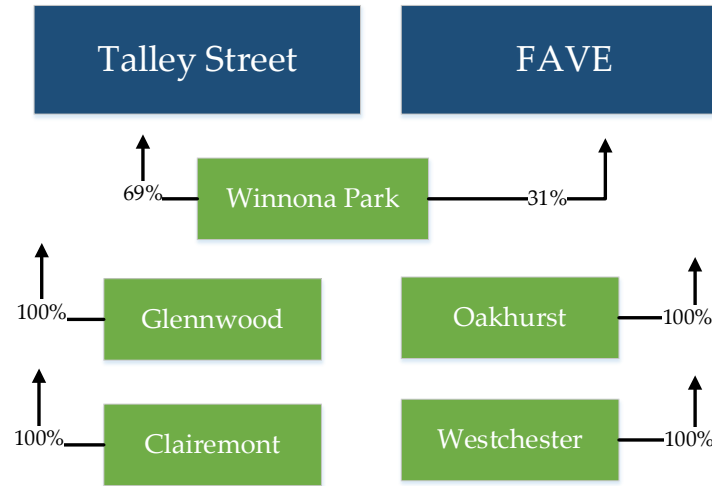 Talley Street
FAVE
69%
Winnona Park
31%
100%
Glennwood
Oakhurst
100%
100%
Clairemont
Westchester
100%